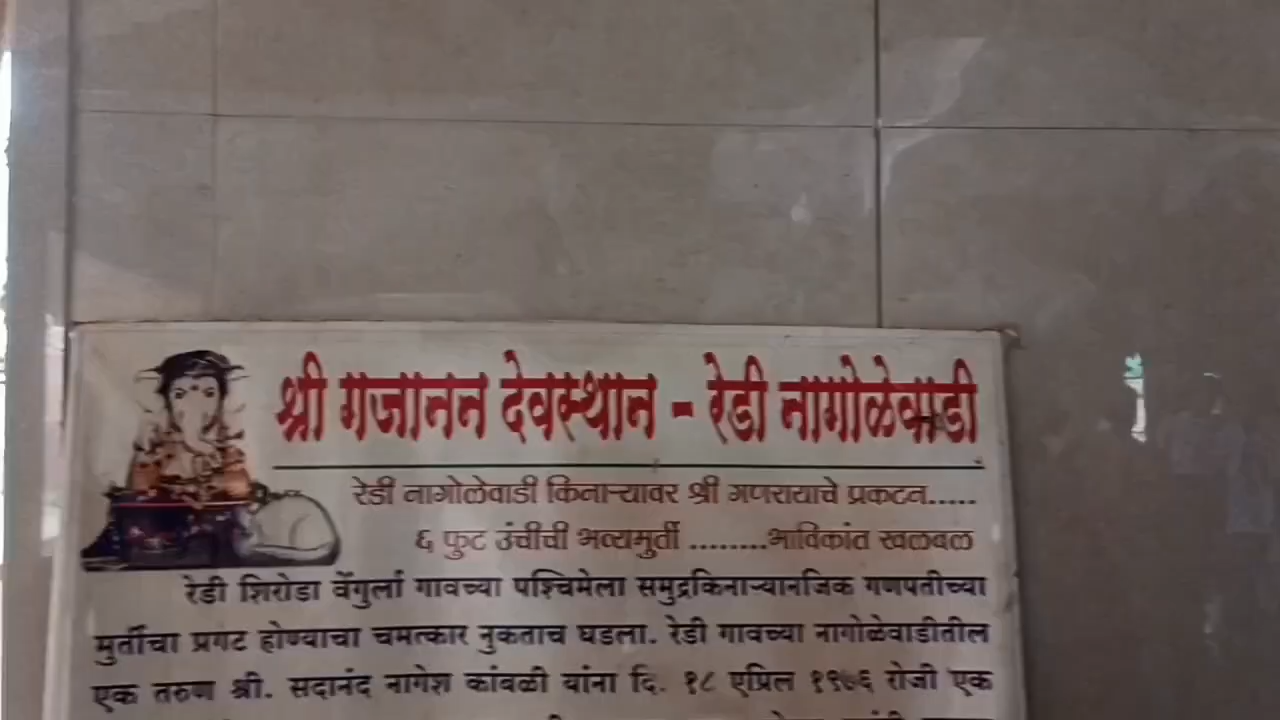 श्री गजानन देवस्थान - रेडी नागोळेवाडी
रेडी नागोळेवाडी किनाऱ्यावर श्री गणरायाचे प्रकटन.....
६ फुट उंचीची भव्यमुर्ती ........भाविकांत खळबळ
रेडी शिरोडा वेंगुर्ला गावच्या पश्चिमेला समुद्रकिनाऱ्यानजिक गणपतीच्या
मुर्तीचा प्रगट होण्याचा चमत्कार नुकताच घडला. रेडी गावच्या नागोळेवाडीतील
एक तरुण श्री. सदानंद नागेश कांबळी यांना दि. १८ एप्रिल १९७६ रोजी एक